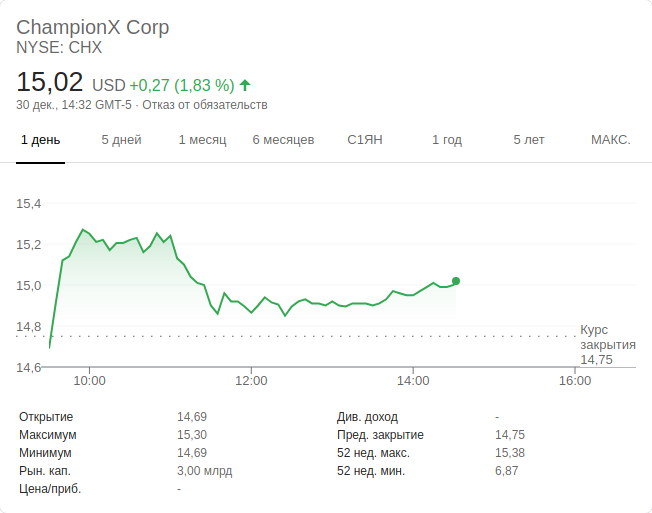 ChampionX Corp
NYSE: CHX
15,02 USD +0,27 (1,83 %)
30 дек., 14:32 GMT-5 · Отказ от обязательств
1 день 5 дней 1 месяц 6 месяцев С1ЯН 1 год 5 лет МАКС.
15,4
15,2
15,0
14,8
Курс
закрытия
14,75
14,6
10:00 12:00 14:00 16:00
Открытие 14,69 Див. доход -
Максимум 15,30 Пред. закрытие 14,75
Минимум 14,69 52 нед. макс. 15,38
Рын. кап. 3,00 млрд 52 нед. мин. 6,87
Цена/приб. -